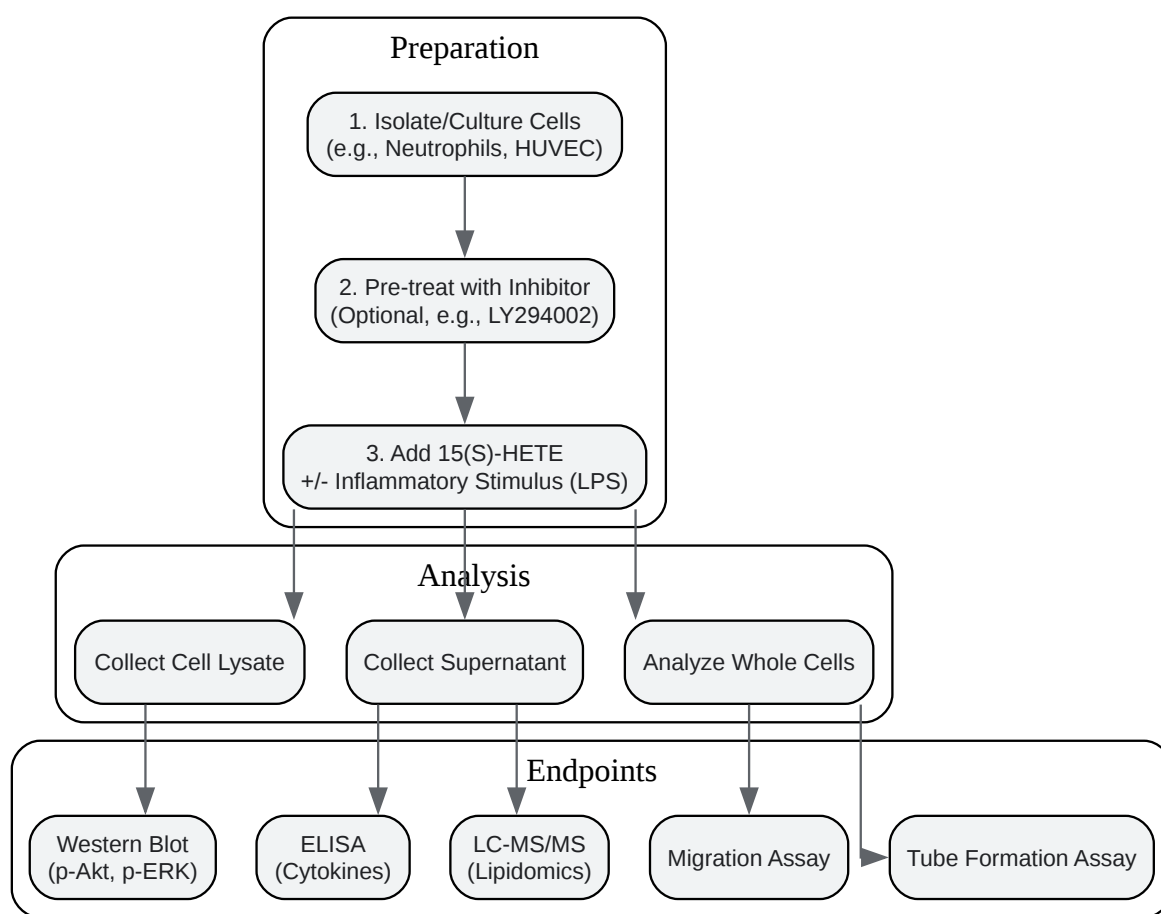 Preparation
1. Isolate/Culture Cells
(e.g., Neutrophils, HUVEC)
2. Pre-treat with Inhibitor
(Optional, e.g., LY294002)
3. Add 15(S)-HETE
+/- Inflammatory Stimulus (LPS)
Analysis
Collect Cell Lysate
Collect Supernatant
Analyze Whole Cells
Endpoints
Western Blot
(p-Akt, p-ERK)
ELISA
(Cytokines)
LC-MS/MS
(Lipidomics)
Migration Assay
Tube Formation Assay